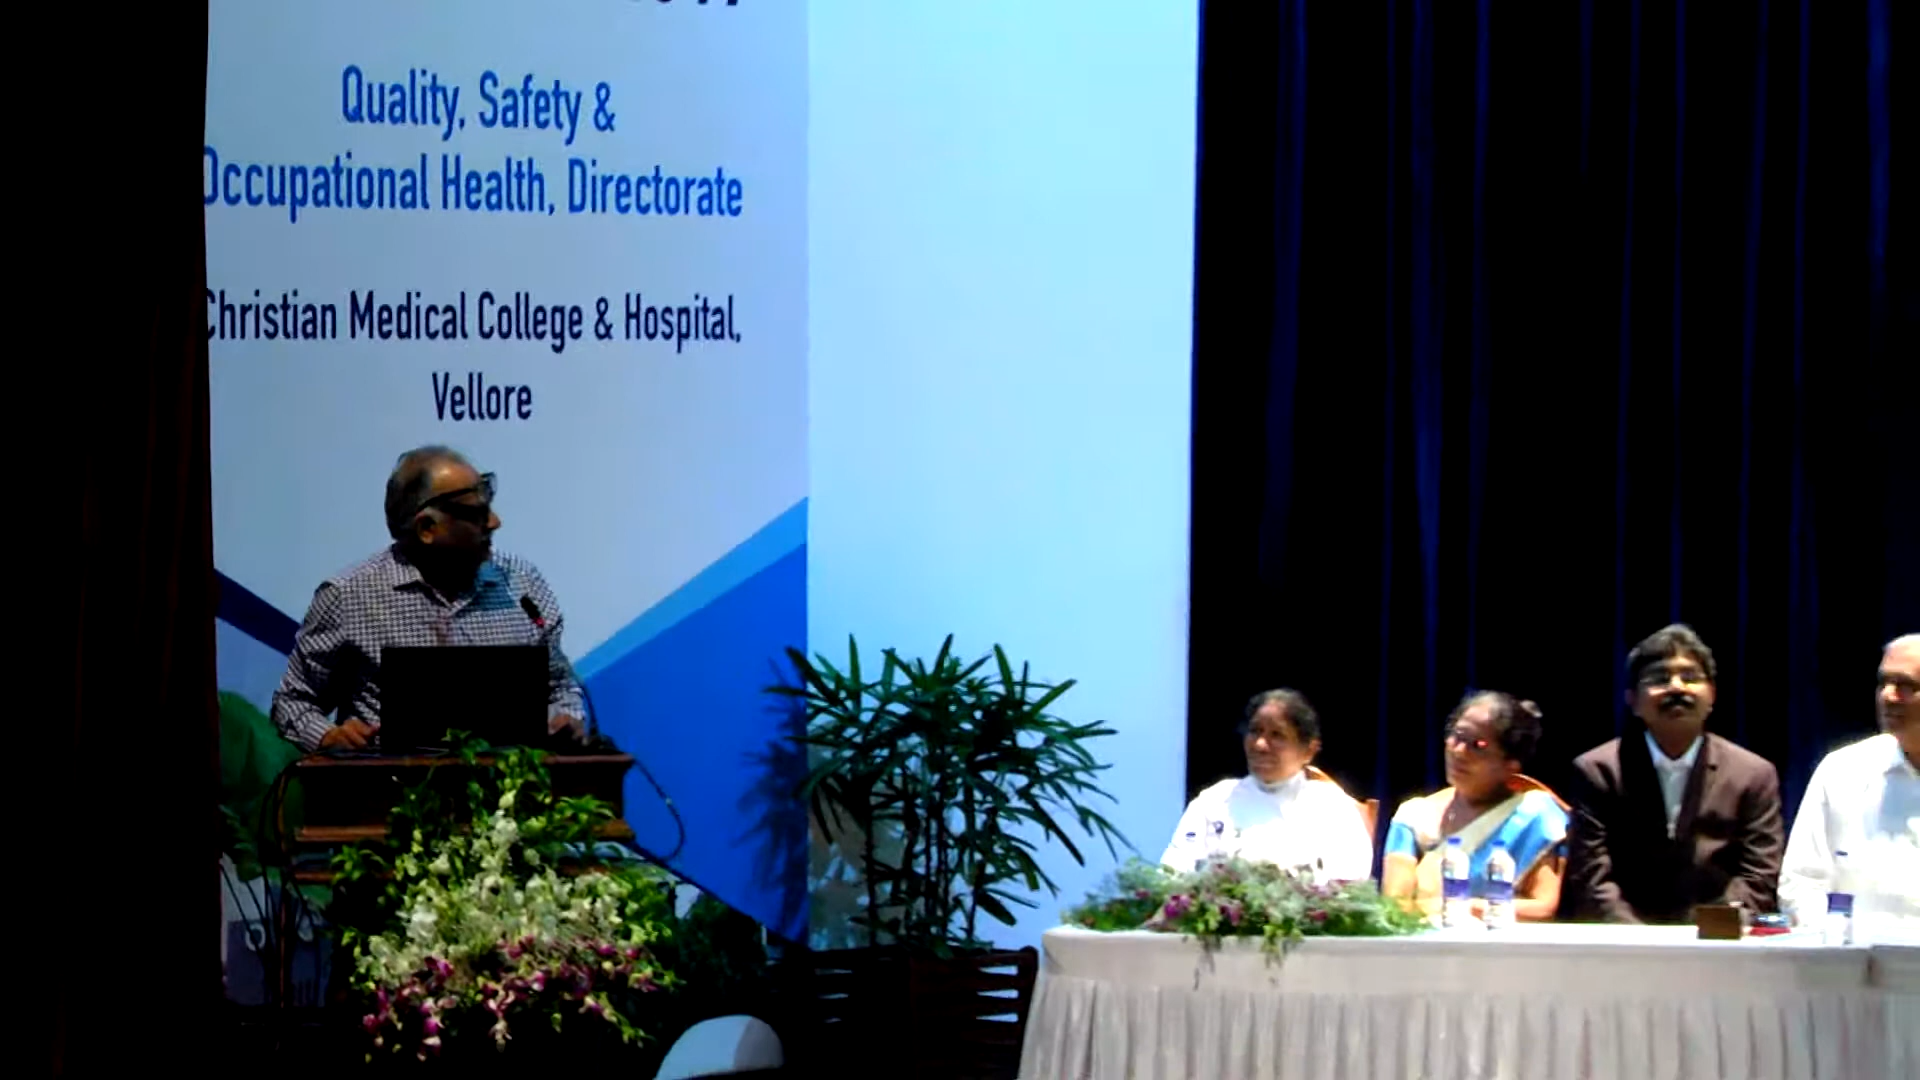 Quality, Safety &
Occupational Health, Directorate
Christian Medical College & Hospital,
Vellore